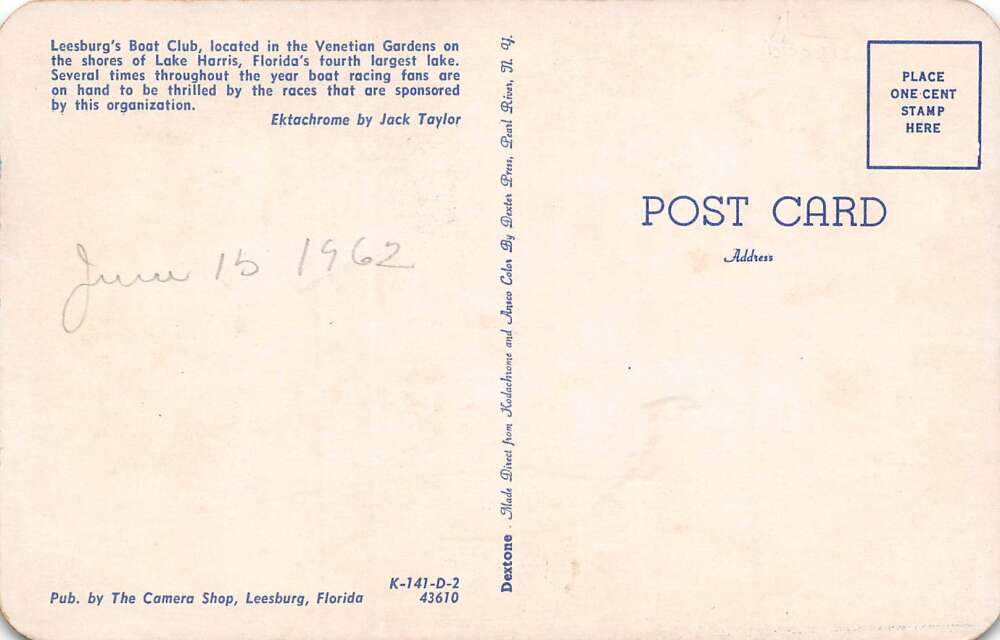 Leesburg's Boat Club, located in the Venetian Gardens on
the shores of Lake Harris, Florida's fourth largest lake.
Several times throughout the year boat racing fans are
on hand to be thrilled by the races that are sponsored
by this organization.
Ektachrome by Jack Taylor
June 15 1962
K-141-D-2
Pub. by The Camera Shop, Leesburg, Florida 43610
Dextone . Made Direct from Kodachrome and Ansco Color By Dexter Press, Pearl River, N. Y.
PLACE
ONE CENT
STAMP
HERE
POST CARD
Address